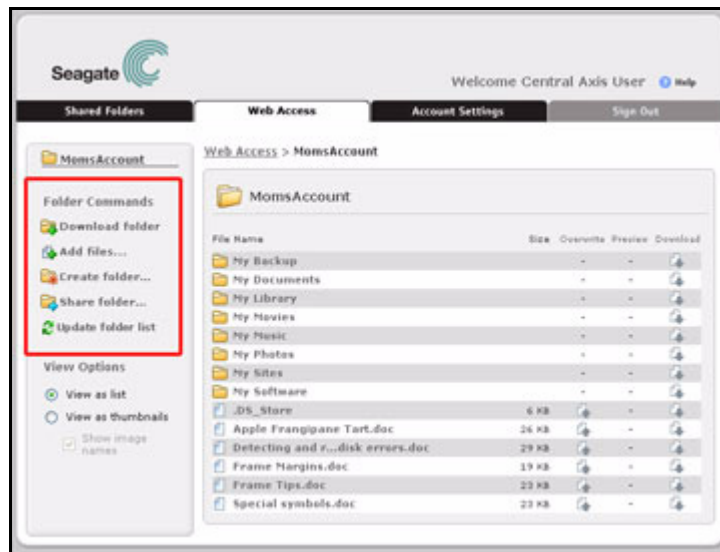 Seagate
Welcome Central Axis User Help
Shared Folders Web Access Account Settings Sign Out
MomsAccount
Web Access > MomsAccount
Folder Commands
Download folder
Add files...
Create folder...
Share folder...
Update folder list
View Options
View as list
View as thumbnails
Show image
names
MomsAccount
File Name Size Overwrite Preview Download
My Backup - -
My Documents - -
My Library - -
My Movies - -
My Music - -
My Photos - -
My Sites - -
My Software - -
.DS_Store 6 KB -
Apple Frangipane Tart.doc 26 KB -
Detecting and r...disk errors.doc 29 KB -
Frame Margins.doc 19 KB -
Frame Tips.doc 23 KB -
Special symbols.doc 23 KB -